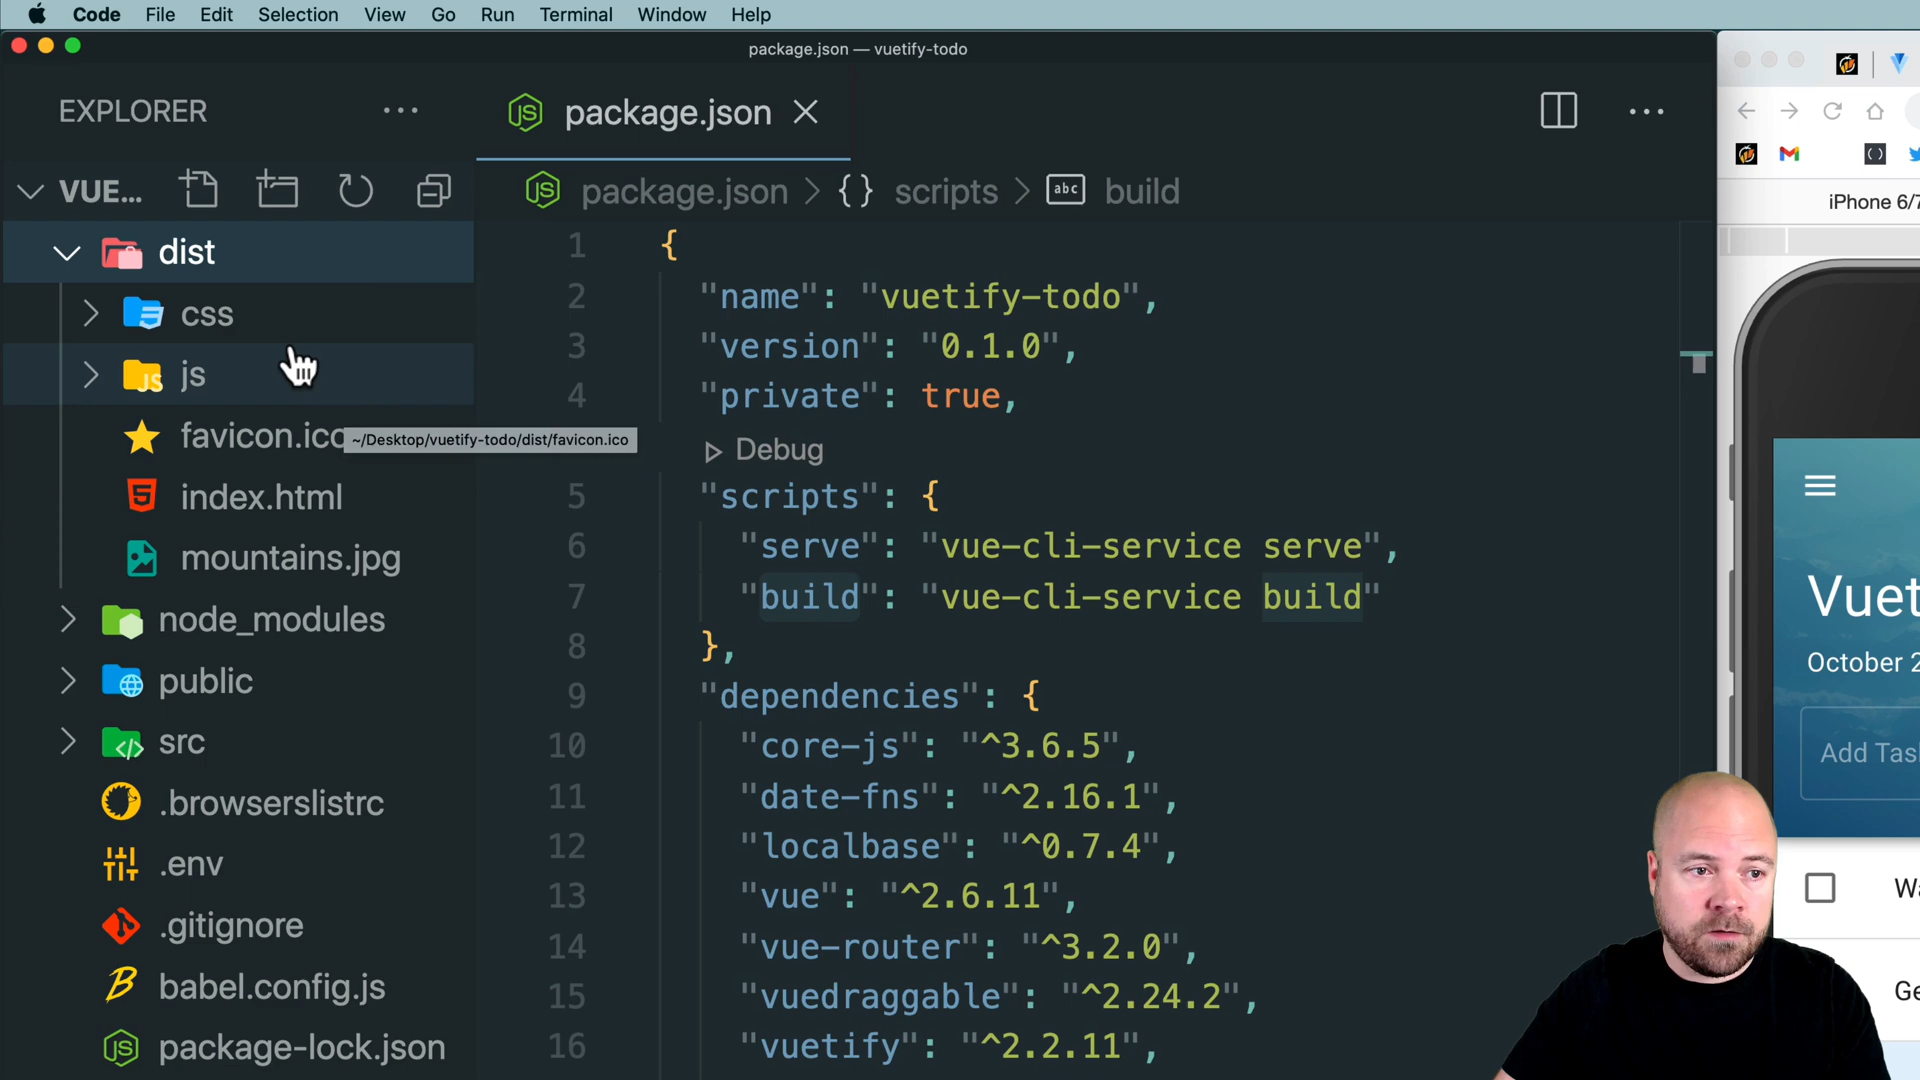 Code File Edit Selection View Go Run Terminal Window Help
package.json — vuetify-todo
EXPLORER
package.json
VUE...
package.json > {} scripts > abc build
dist
css
js
favicon.ico
~/Desktop/vuetify-todo/dist/favicon.ico
index.html
mountains.jpg
node_modules
public
src
.browserslistrc
.env
.gitignore
babel.config.js
package-lock.json
1 {
2 "name": "vuetify-todo",
3 "version": "0.1.0",
4 "private": true,
Debug
5 "scripts": {
6 "serve": "vue-cli-service serve",
7 "build": "vue-cli-service build"
8 },
9 "dependencies": {
10 "core-js": "^3.6.5",
11 "date-fns": "^2.16.1",
12 "localbase": "^0.7.4",
13 "vue": "^2.6.11",
14 "vue-router": "^3.2.0",
15 "vuedraggable": "^2.24.2",
16 "vuetify": "^2.2.11",
iPhone 6/7
Vuet
October 2
Add Tas
Wa
Ge